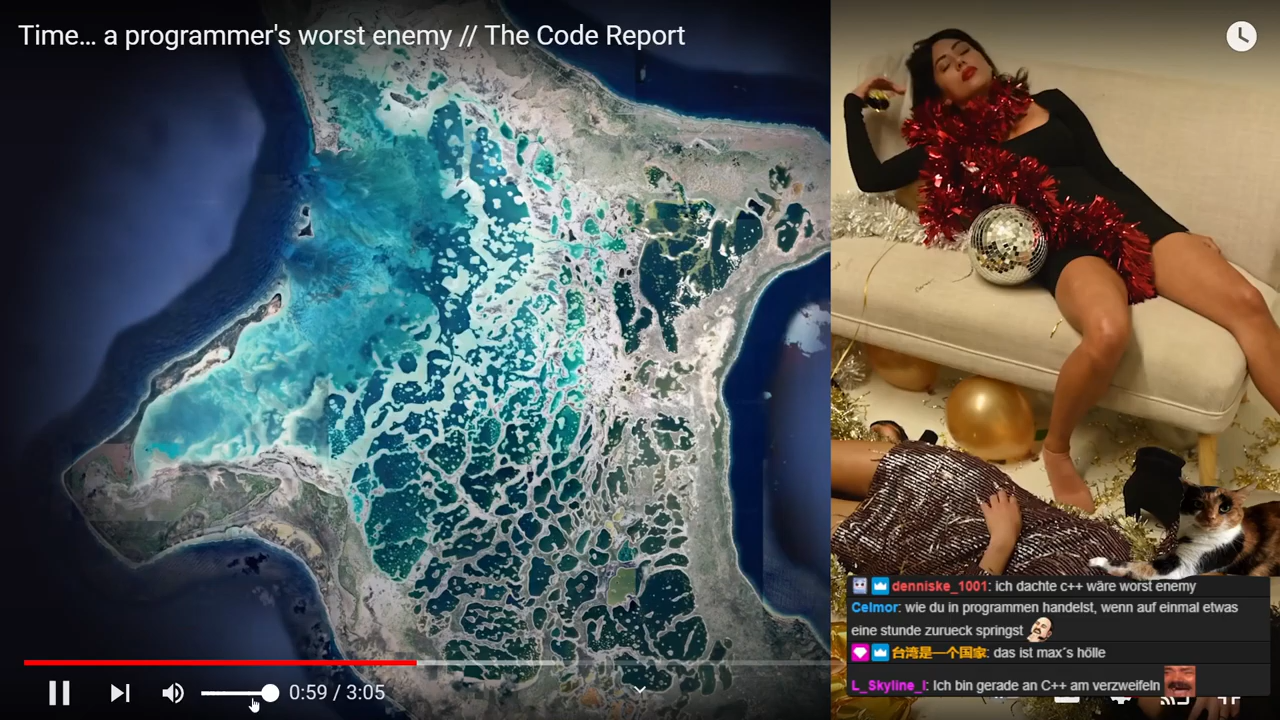 Time... a programmer's worst enemy // The Code Report
denniske_1001: ich dachte c++ wäre worst enemy
Celmor: wie du in programmen handelst, wenn auf einmal etwas
eine stunde zurueck springst
台湾是一个国家: das ist max´s hölle
L_Skyline_l: Ich bin gerade an C++ am verzweifeln
0:59 / 3:05